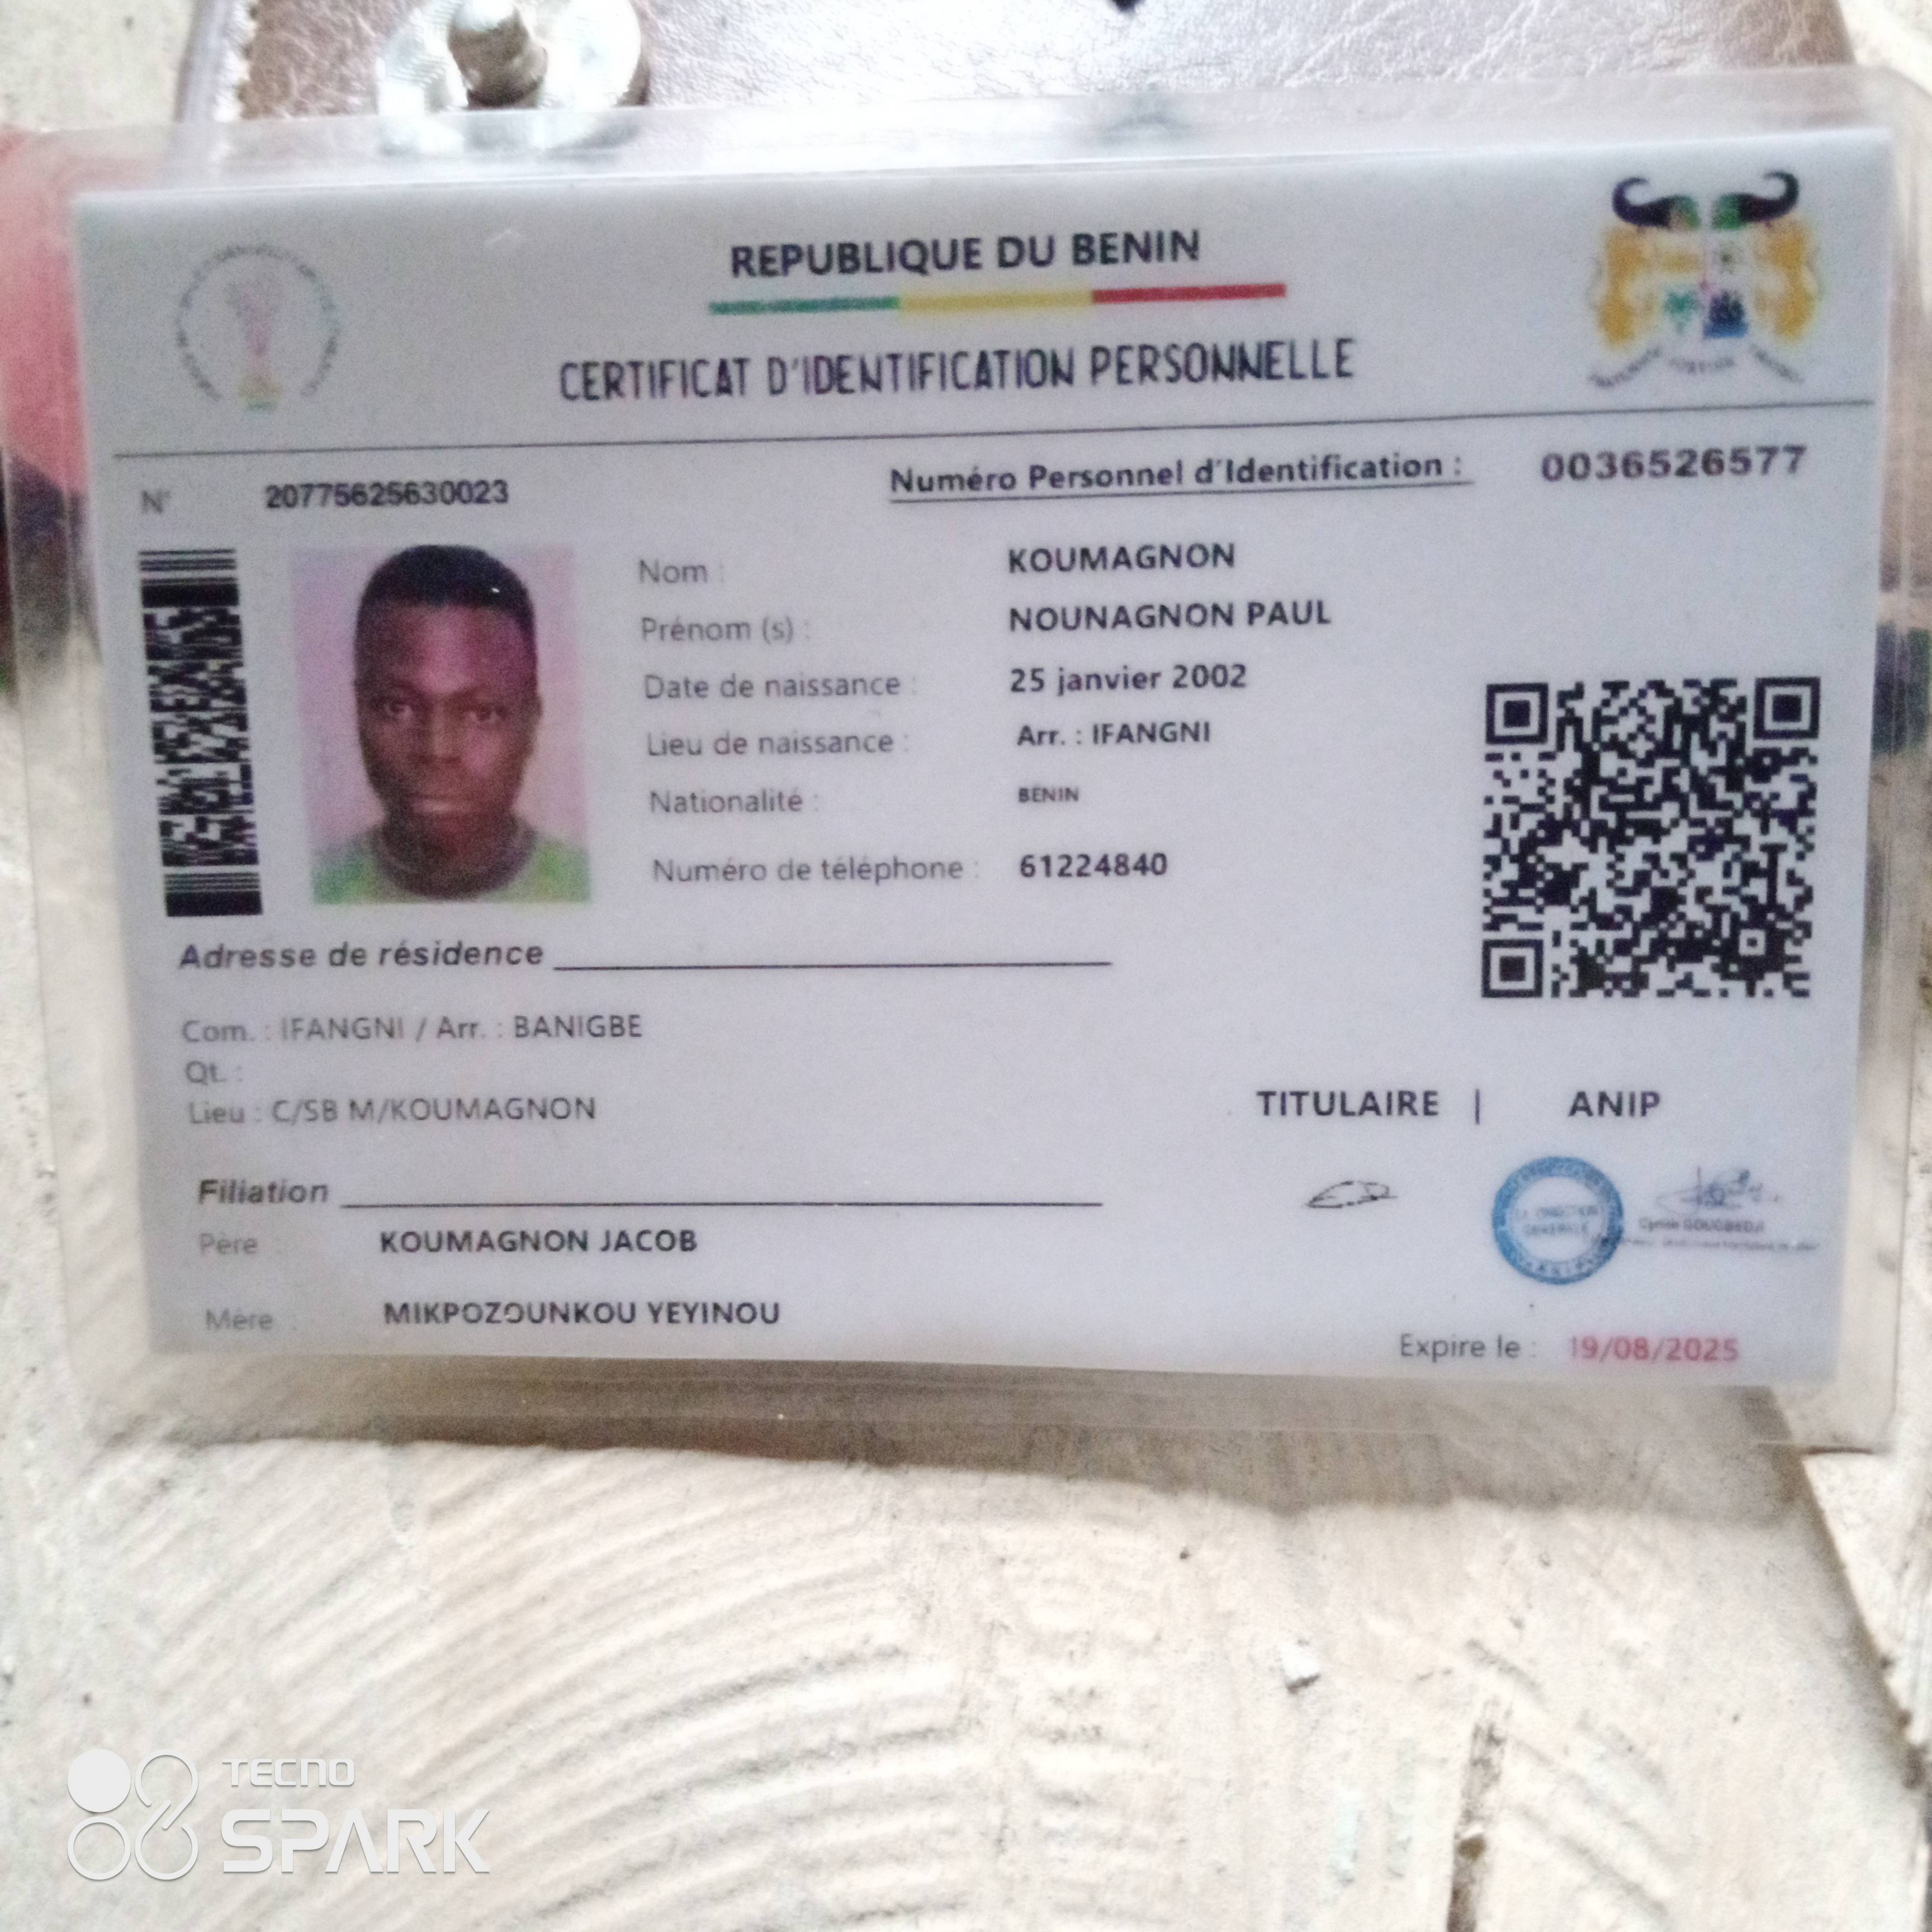 REPUBLIQUE DU BENIN
CERTIFICAT D'IDENTIFICATION PERSONNELLE
N° 20775625630023
Numéro Personnel d'Identification : 0036526577
Nom : KOUMAGNON
Prénom (s) : NOUNAGNON PAUL
Date de naissance : 25 janvier 2002
Lieu de naissance : Arr. : IFANGNI
Nationalité : BENIN
Numéro de téléphone : 61224840
Adresse de résidence
Com. : IFANGNI / Arr. : BANIGBE
Qt. :
Lieu : C/SB M/KOUMAGNON
TITULAIRE | ANIP
Filiation
Père : KOUMAGNON JACOB
Mère : MIKPOZOUNKOU YEYINOU
Expire le : 19/08/2025
TECNO
SPARK